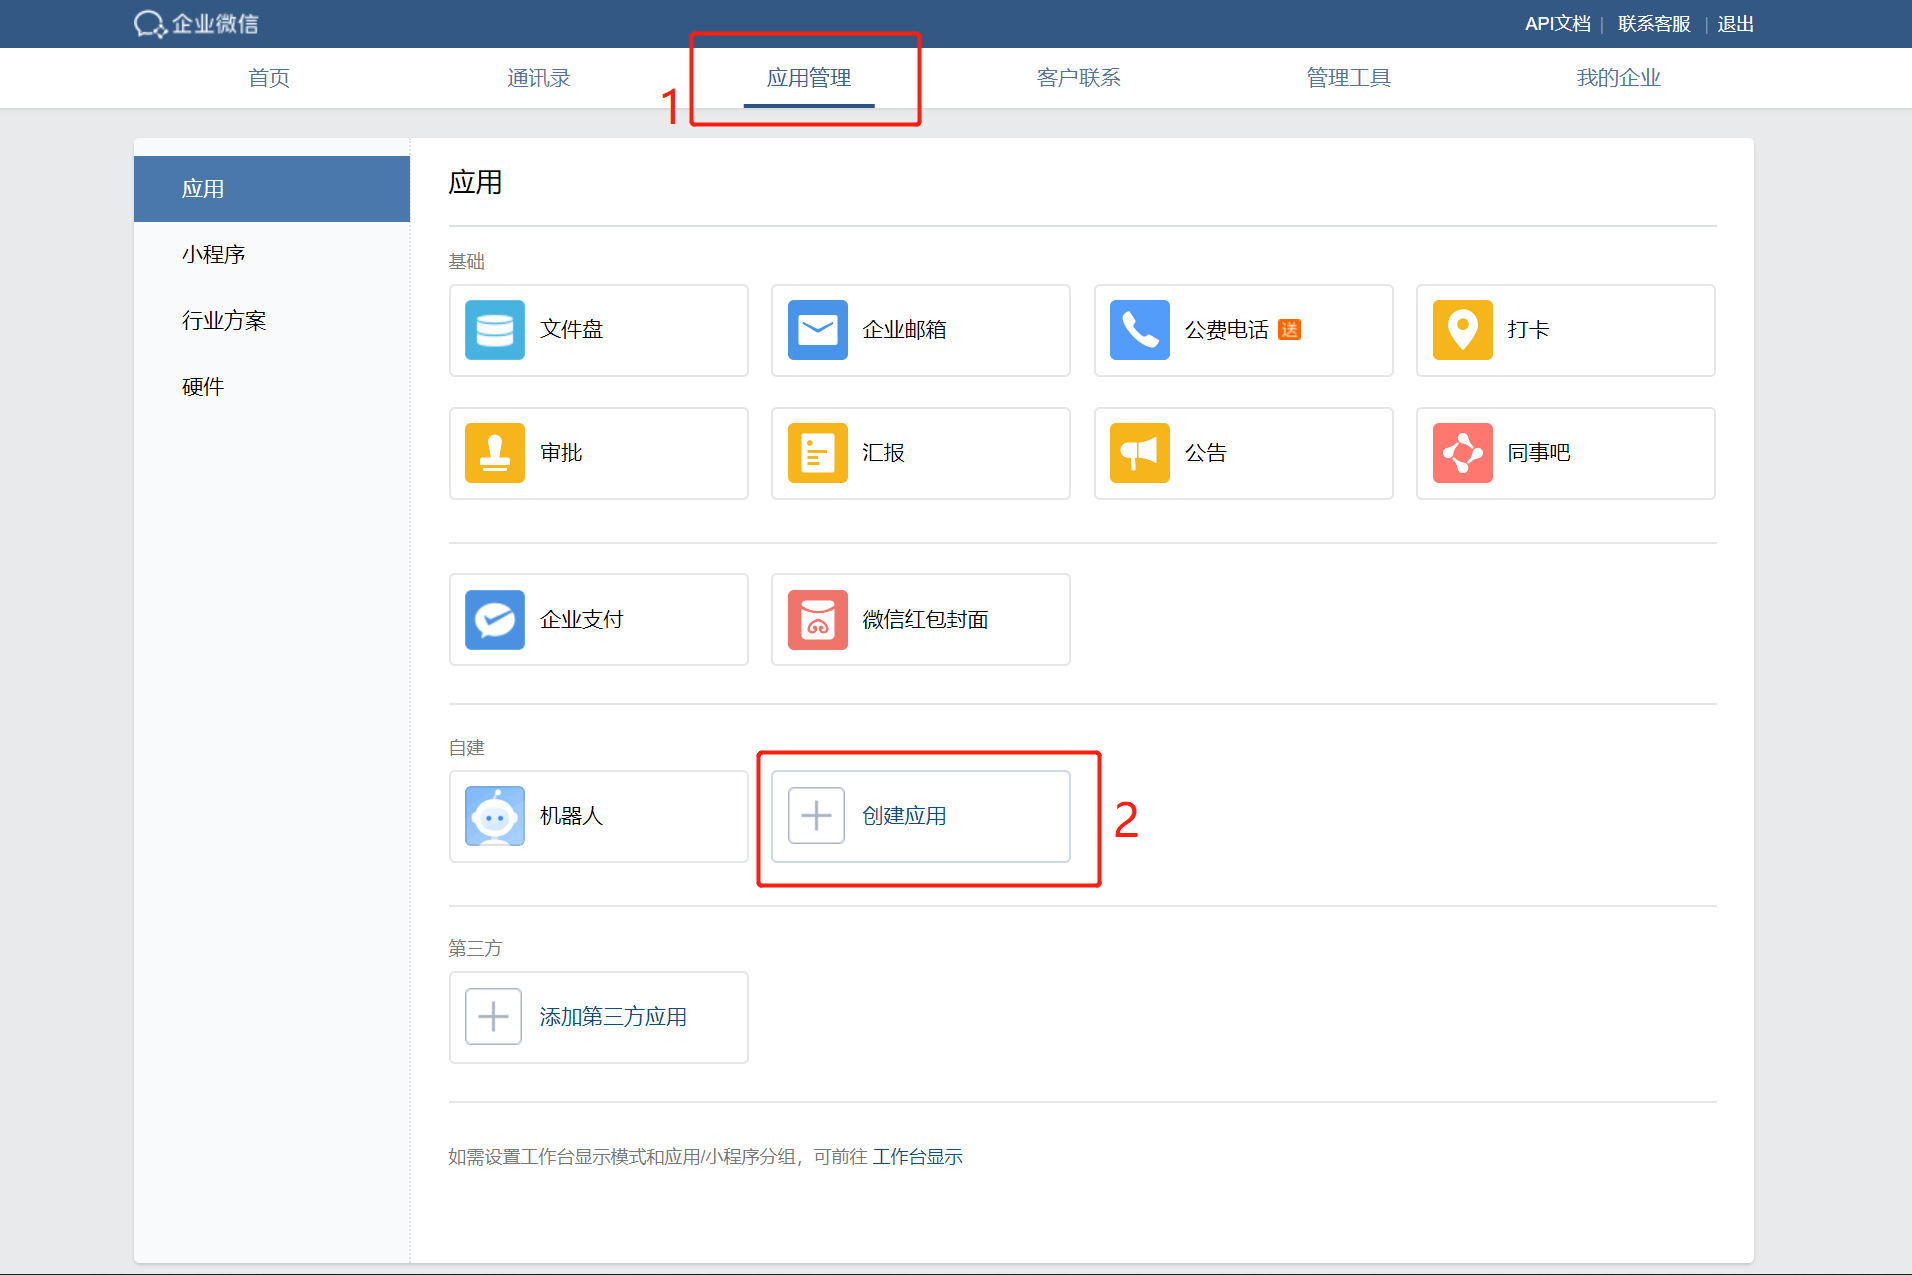 企业微信
API文档 | 联系客服 | 退出
首页 通讯录 应用管理 客户联系 管理工具 我的企业
1
应用
小程序
行业方案
硬件
应用
基础
文件盘 企业邮箱 公费电话 送 打卡
审批 汇报 公告 同事吧
企业支付 微信红包封面
自建
机器人 创建应用
2
第三方
添加第三方应用
如需设置工作台显示模式和应用/小程序分组，可前往 工作台显示